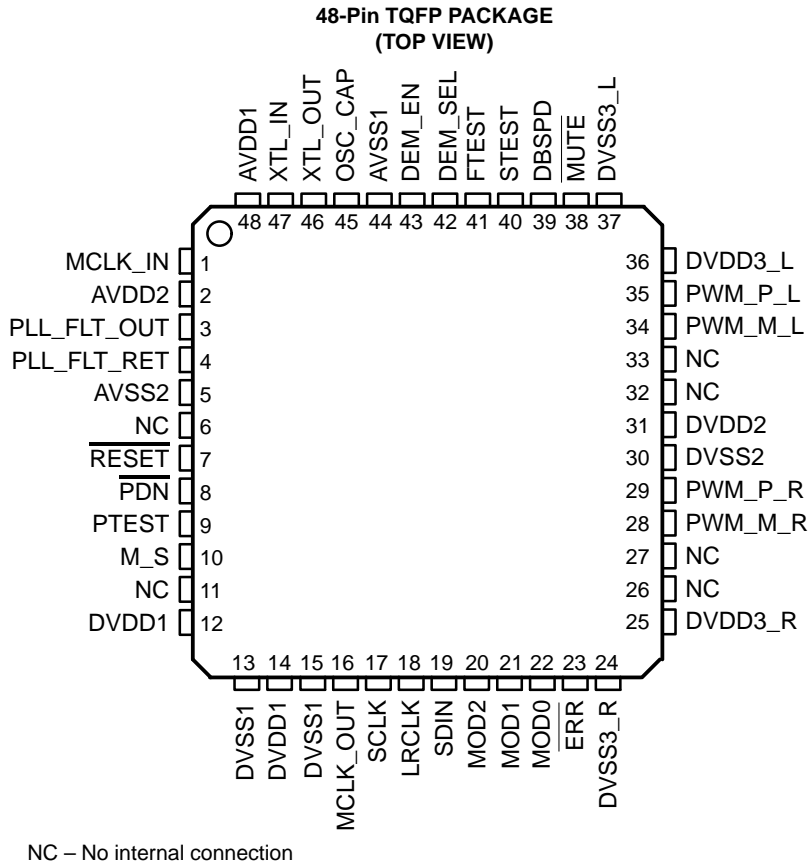 48-Pin TQFP PACKAGE
(TOP VIEW)
AVDD1
XTL_IN
XTL_OUT
OSC_CAP
AVSS1
DEM_EN
DEM_SEL
FTEST
STEST
DBSPD
MUTE
DVSS3_L
48 47 46 45 44 43 42 41 40 39 38 37
MCLK_IN 1
AVDD2 2
PLL_FLT_OUT 3
PLL_FLT_RET 4
AVSS2 5
NC 6
RESET 7
PDN 8
PTEST 9
M_S 10
NC 11
DVDD1 12
36 DVDD3_L
35 PWM_P_L
34 PWM_M_L
33 NC
32 NC
31 DVDD2
30 DVSS2
29 PWM_P_R
28 PWM_M_R
27 NC
26 NC
25 DVDD3_R
13 14 15 16 17 18 19 20 21 22 23 24
DVSS1
DVDD1
DVSS1
MCLK_OUT
SCLK
LRCLK
SDIN
MOD2
MOD1
MOD0
ERR
DVSS3_R
NC – No internal connection